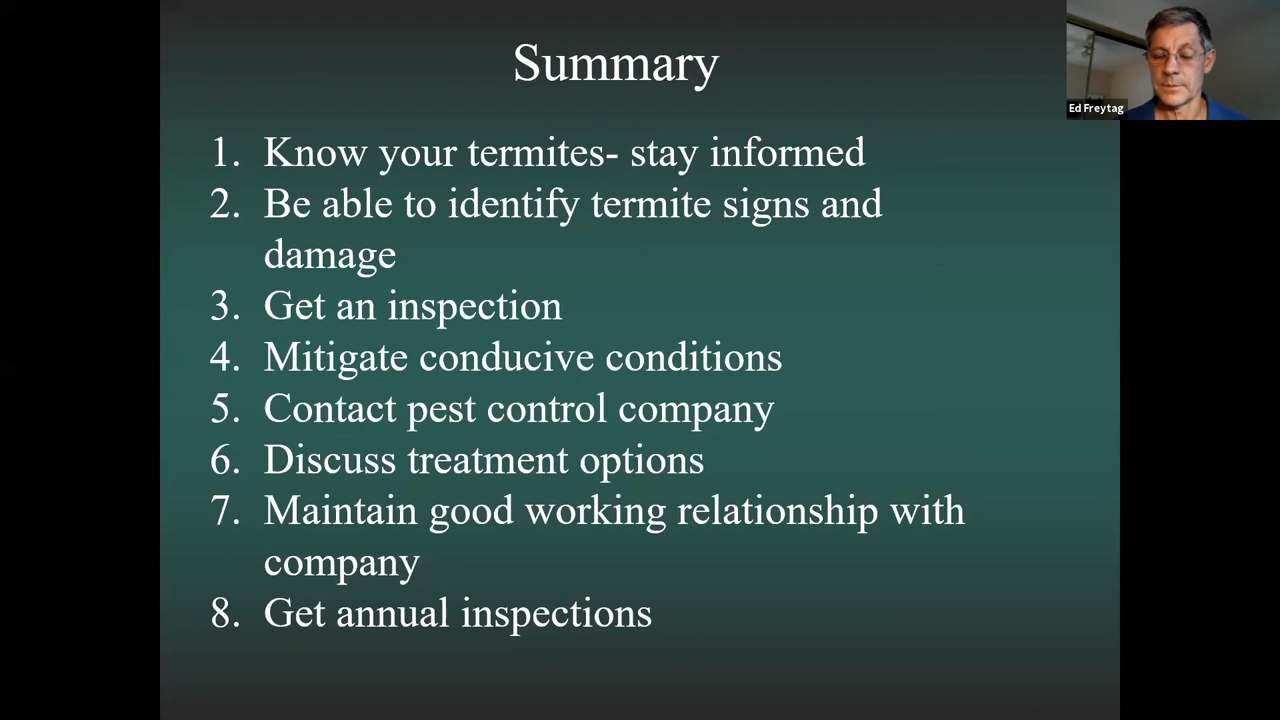 Summary
Ed Freytag
1. Know your termites- stay informed
2. Be able to identify termite signs and
damage
3. Get an inspection
4. Mitigate conducive conditions
5. Contact pest control company
6. Discuss treatment options
7. Maintain good working relationship with
company
8. Get annual inspections